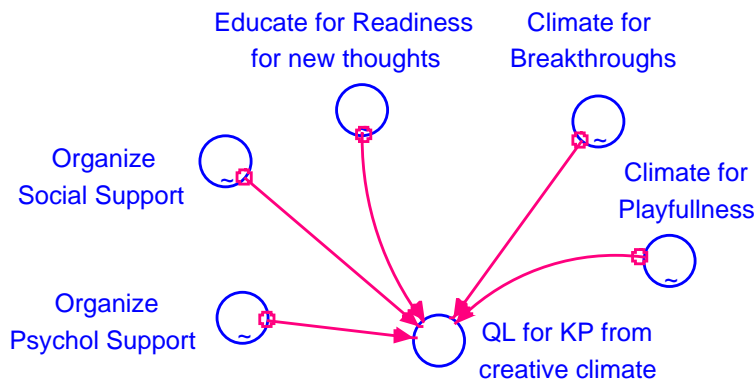 Educate for Readiness
for new thoughts
Climate for
Breakthroughs
Organize
Social Support
Climate for
Playfullness
Organize
Psychol Support
QL for KP from
creative climate
~
~
~
~
~